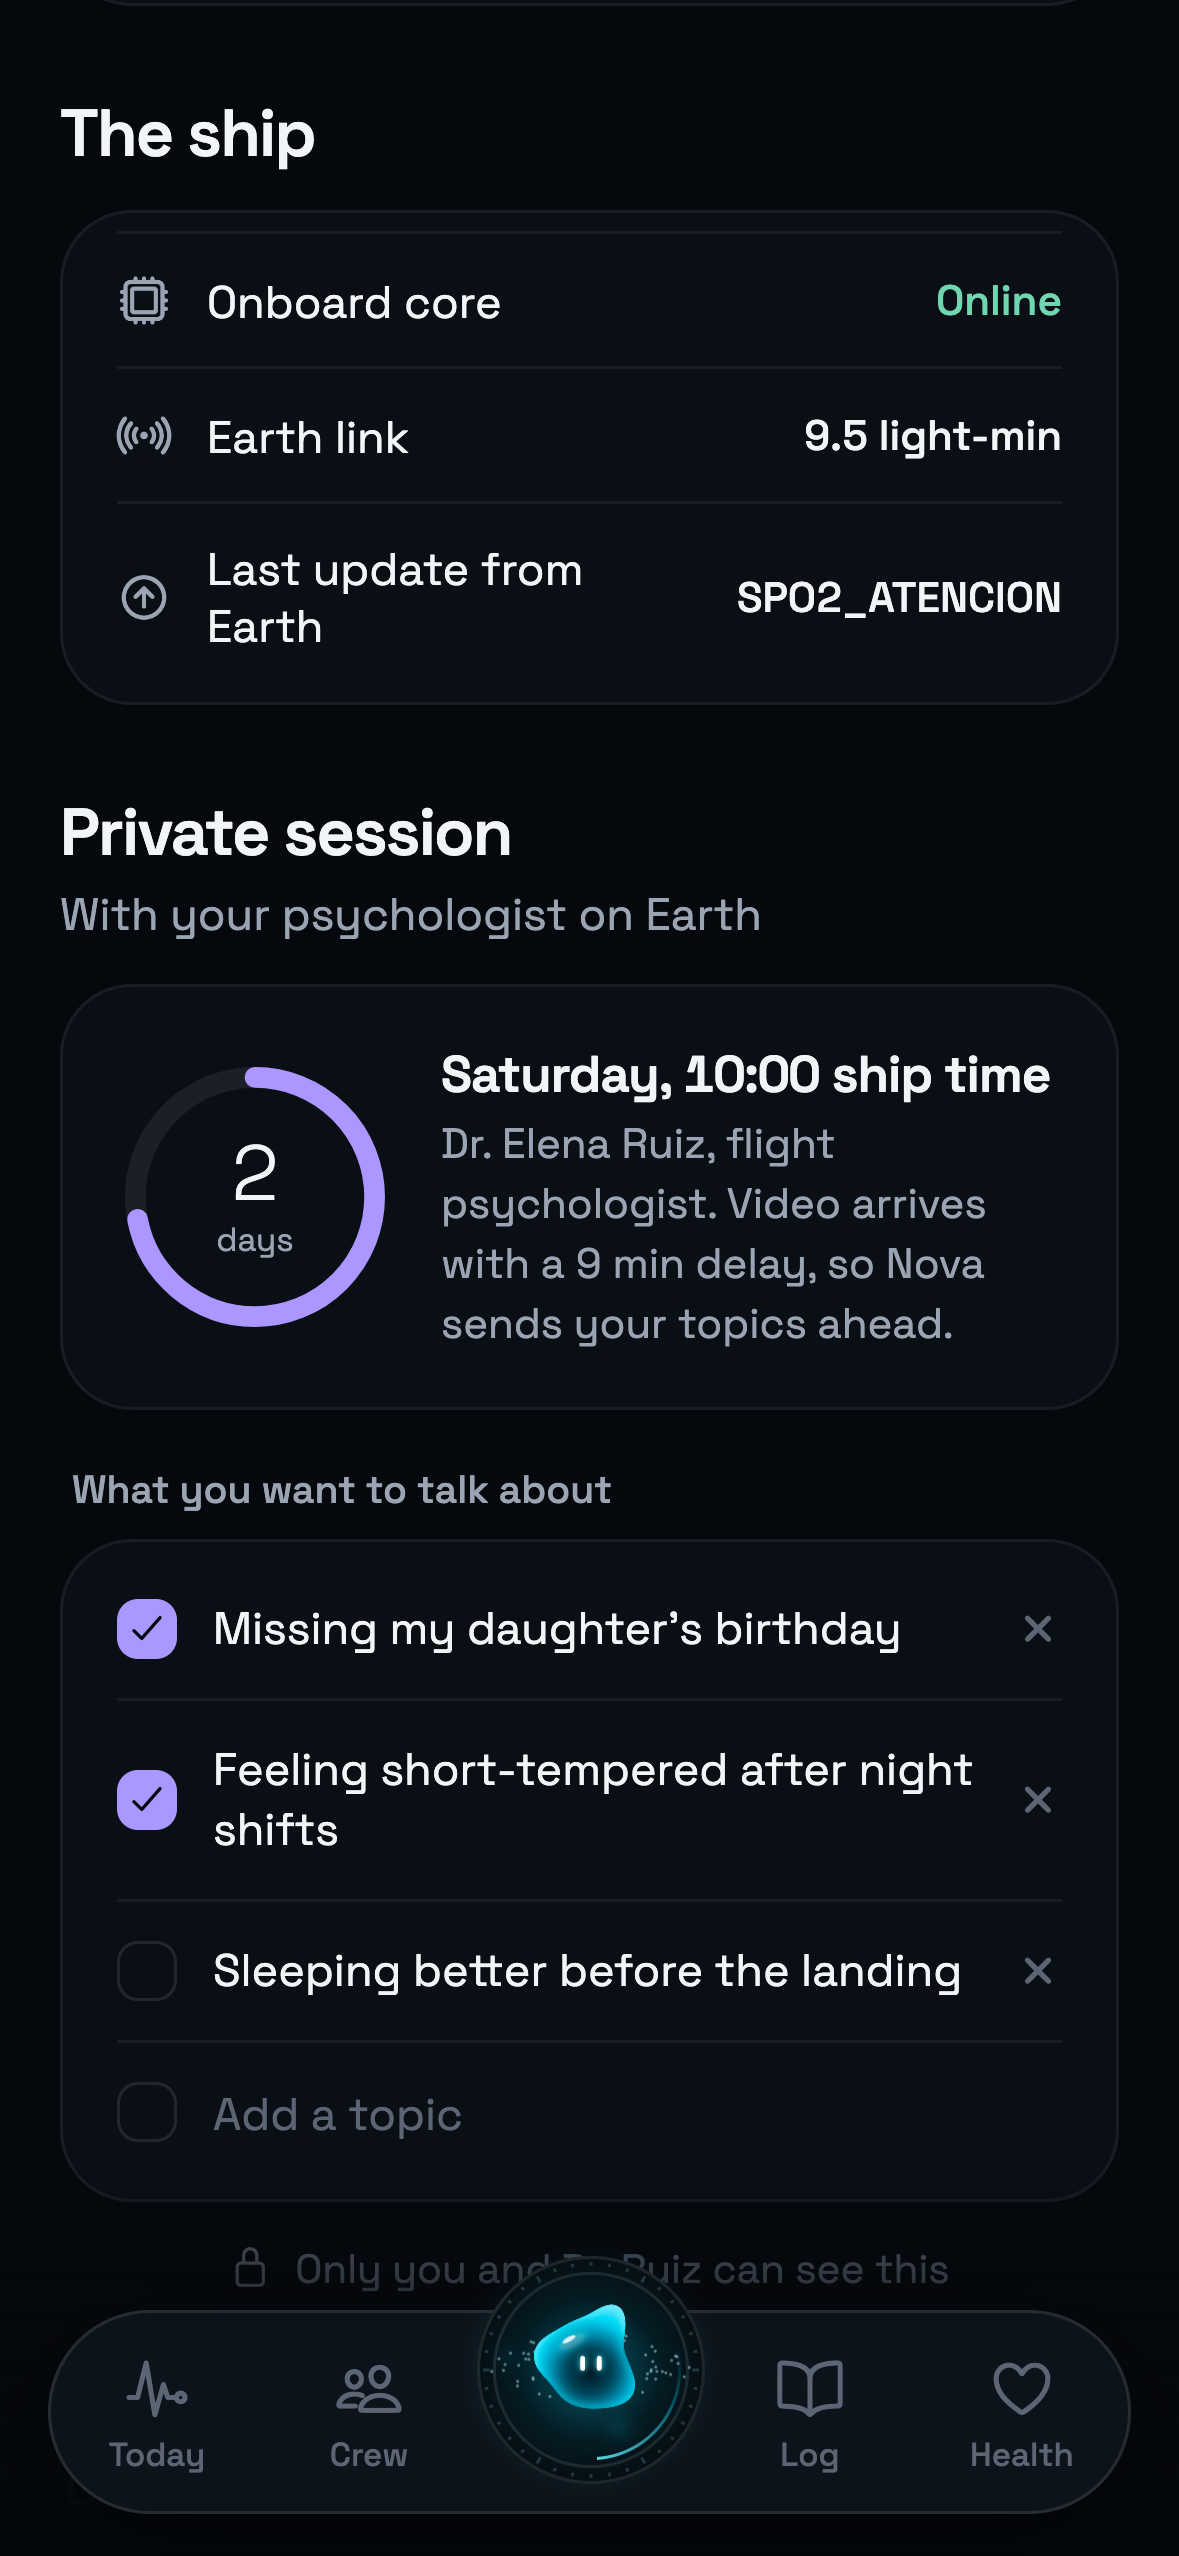 The ship
Onboard core
Online
Earth link
9.5 light-min
Last update from
Earth
SPO2_ATENCION
Private session
With your psychologist on Earth
2
days
Saturday, 10:00 ship time
Dr. Elena Ruiz, flight
psychologist. Video arrives
with a 9 min delay, so Nova
sends your topics ahead.
What you want to talk about
Missing my daughter's birthday
Feeling short-tempered after night
shifts
Sleeping better before the landing
Add a topic
Only you and Dr. Ruiz can see this
Today
Crew
Log
Health